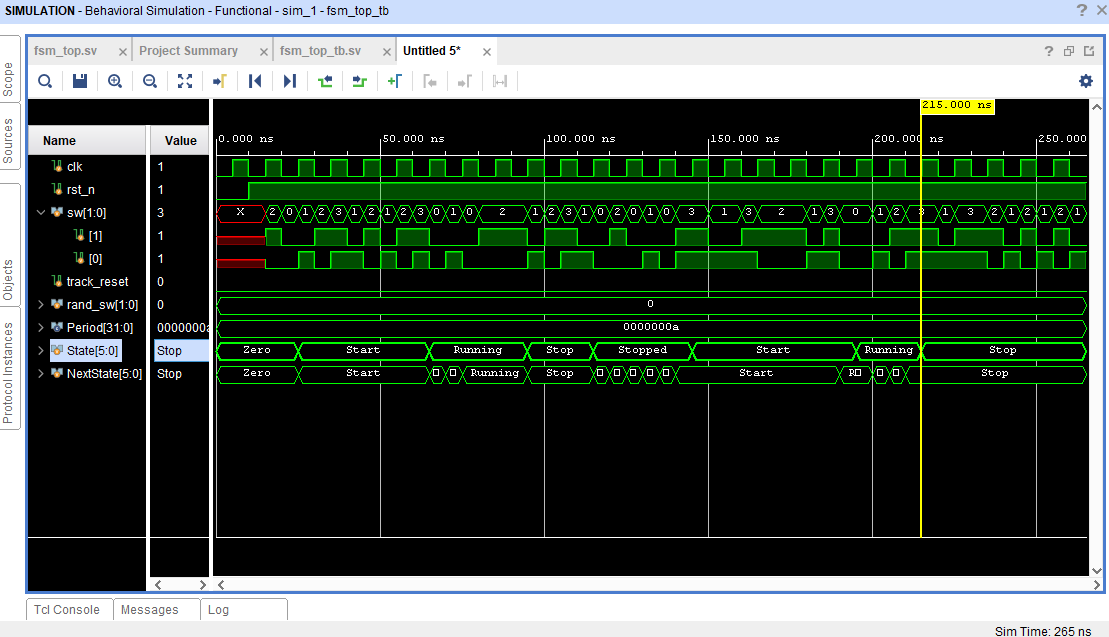 SIMULATION - Behavioral Simulation - Functional - sim_1 - fsm_top_tb
fsm_top.sv
Project Summary
fsm_top_tb.sv
Untitled 5*
Scope
Sources
Objects
Protocol Instances
215.000 ns
Name Value
0.000 ns 50.000 ns 100.000 ns 150.000 ns 200.000 ns 250.000
clk 1
rst_n 1
sw[1:0] 3 X 2 0 1 2 3 1 2 1 2 3 0 1 0 2 1 2 3 1 0 2 0 1 0 3 1 3 2 1 3 0 1 2 3 1 3 2 1 2 1 2 1
[1] 1
[0] 1
track_reset 0
rand_sw[1:0] 0 0
Period[31:0] 0000000a 0000000a
State[5:0] Stop Zero Start Running Stop Stopped Start Running Stop
NextState[5:0] Stop Zero Start Running Stop Start R Stop
Tcl Console Messages Log
Sim Time: 265 ns